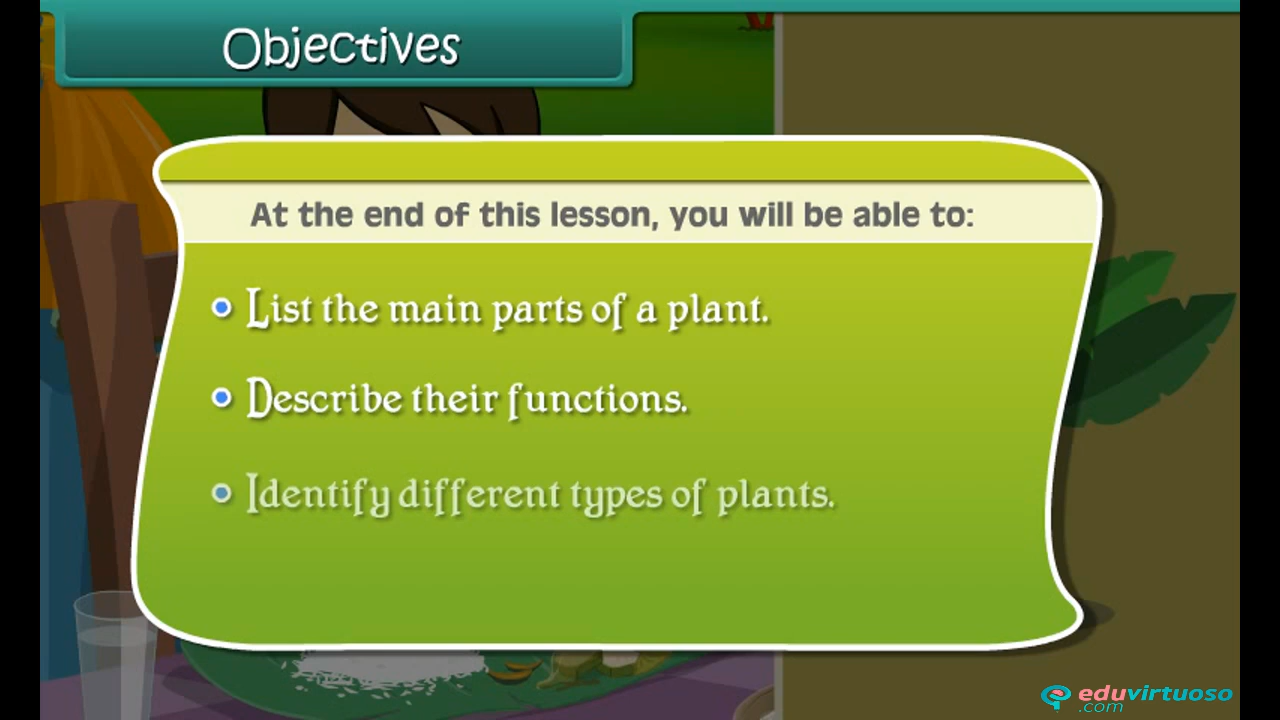 Objectives
At the end of this lesson, you will be able to:
List the main parts of a plant.
Describe their functions.
Identify different types of plants.
eduvirtuoso
.com